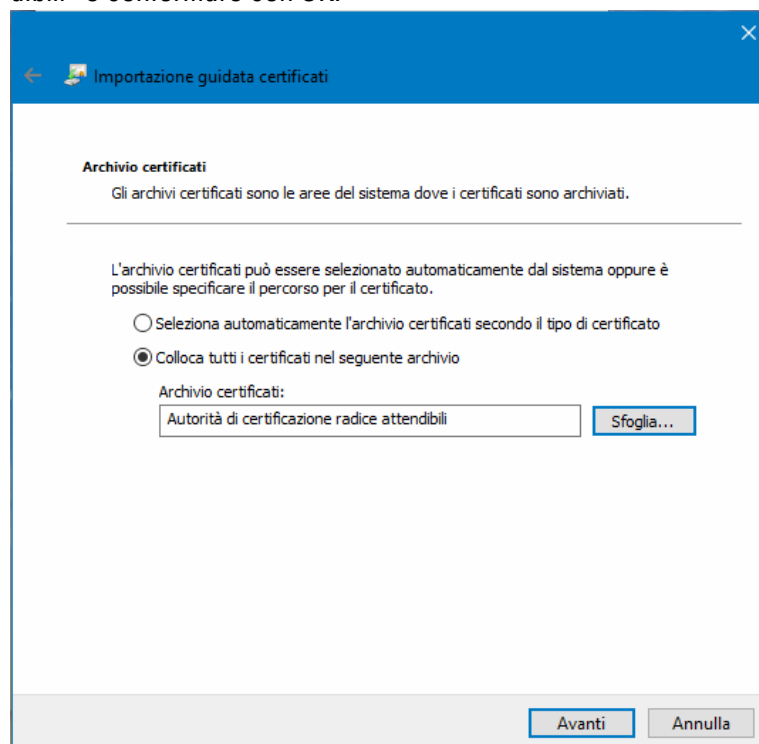 Importazione guidata certificati
Archivio certificati
Gli archivi certificati sono le aree del sistema dove i certificati sono archiviati.
L'archivio certificati può essere selezionato automaticamente dal sistema oppure è
possibile specificare il percorso per il certificato.
Seleziona automaticamente l'archivio certificati secondo il tipo di certificato
Colloca tutti i certificati nel seguente archivio
Archivio certificati:
Autorità di certificazione radice attendibili
Sfoglia...
Avanti
Annulla